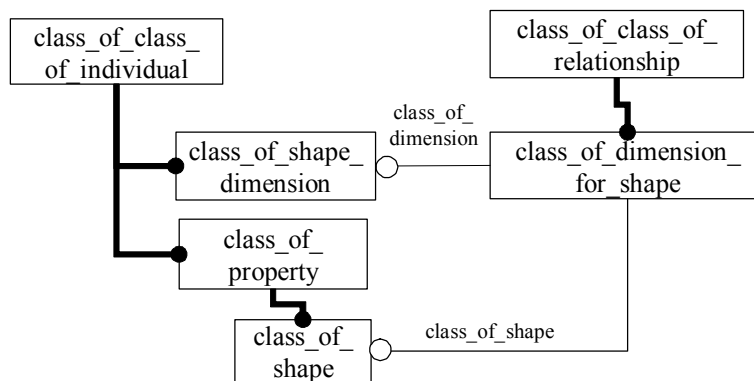 class_of_class_
of_individual
class_of_class_of_
relationship
class_of_
dimension
class_of_shape_
dimension
class_of_dimension_
for_shape
class_of_
property
class_of_
shape
class_of_shape